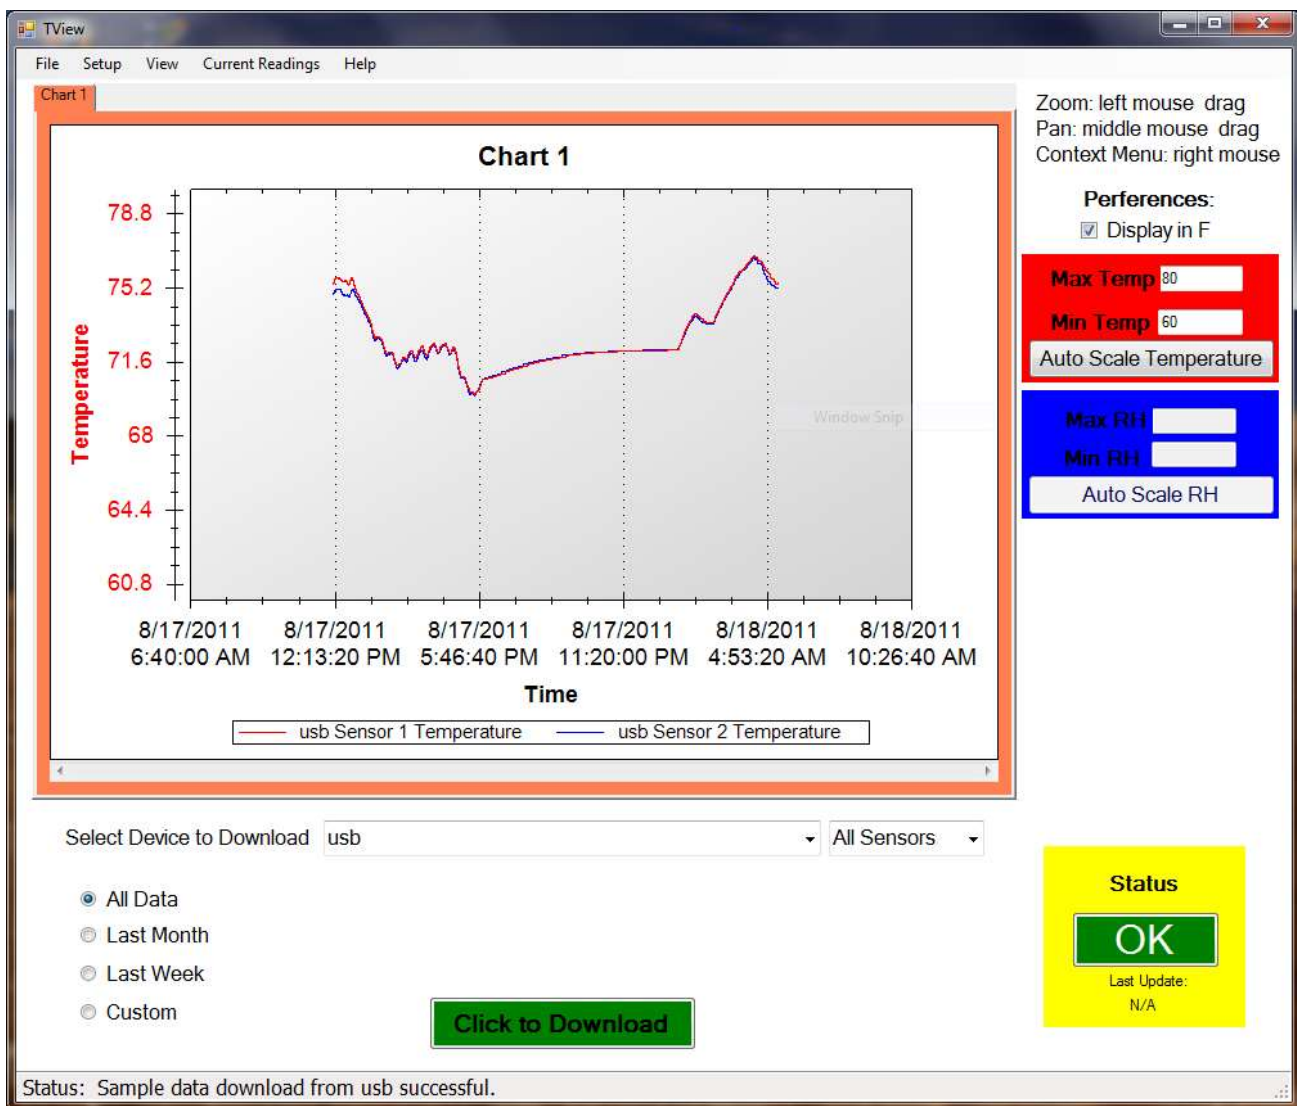 TView
File Setup View Current Readings Help
Chart 1
Zoom: left mouse drag
Pan: middle mouse drag
Context Menu: right mouse
Perferences:
Display in F
Max Temp 80
Min Temp 60
Auto Scale Temperature
Max RH
Min RH
Auto Scale RH
Chart 1
Temperature
78.8
75.2
71.6
68
64.4
60.8
Window Snip
8/17/2011 8/17/2011 8/17/2011 8/17/2011 8/18/2011 8/18/2011
6:40:00 AM 12:13:20 PM 5:46:40 PM 11:20:00 PM 4:53:20 AM 10:26:40 AM
Time
usb Sensor 1 Temperature usb Sensor 2 Temperature
Select Device to Download usb All Sensors
All Data
Last Month
Last Week
Custom
Click to Download
Status
OK
Last Update:
N/A
Status: Sample data download from usb successful.